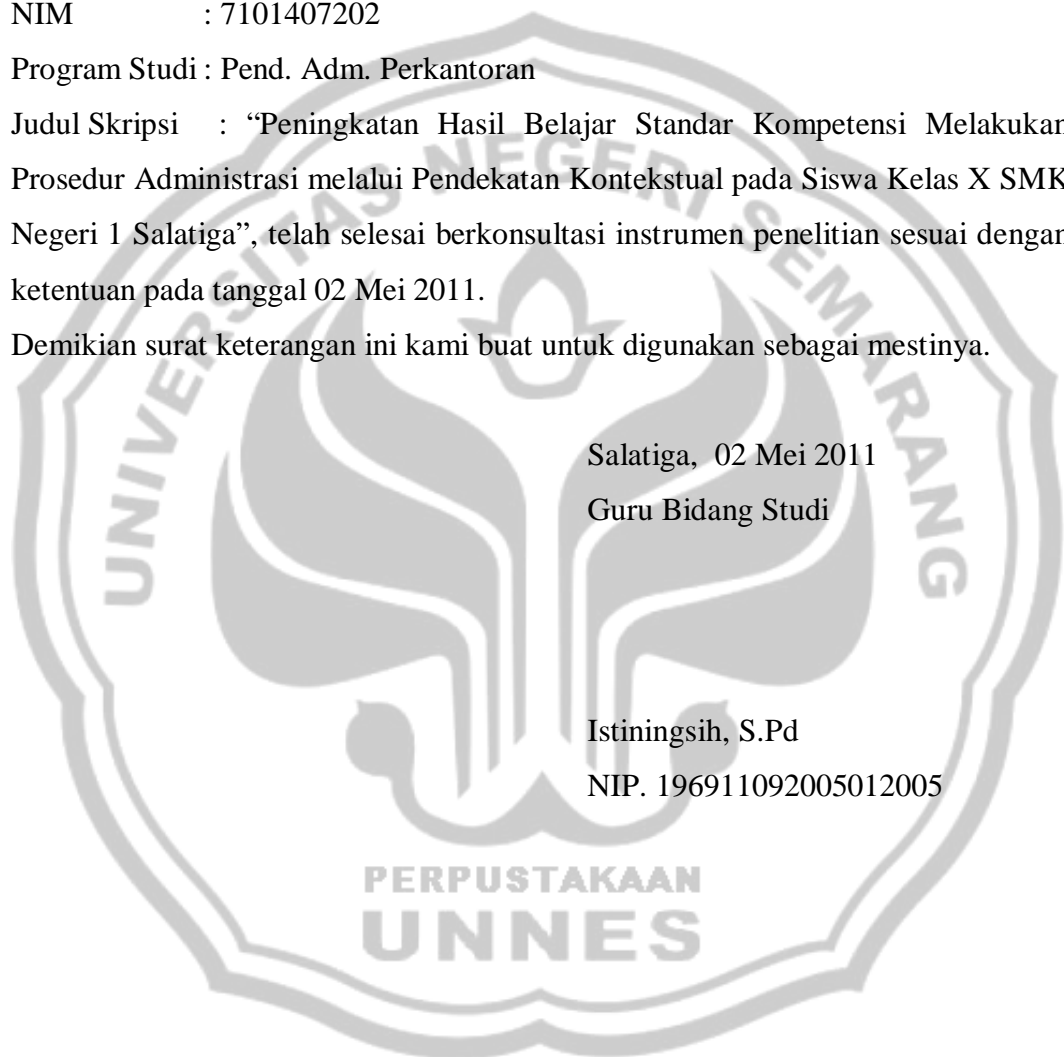 NIM : 7101407202
Program Studi : Pend. Adm. Perkantoran
Judul Skripsi : “Peningkatan Hasil Belajar Standar Kompetensi Melakukan
Prosedur Administrasi melalui Pendekatan Kontekstual pada Siswa Kelas X SMK
Negeri 1 Salatiga”, telah selesai berkonsultasi instrumen penelitian sesuai dengan
ketentuan pada tanggal 02 Mei 2011.
Demikian surat keterangan ini kami buat untuk digunakan sebagai mestinya.
Salatiga, 02 Mei 2011
Guru Bidang Studi
Istiningsih, S.Pd
NIP. 196911092005012005
UNIVERSITAS NEGERI SEMARANG
PERPUSTAKAAN
UNNES